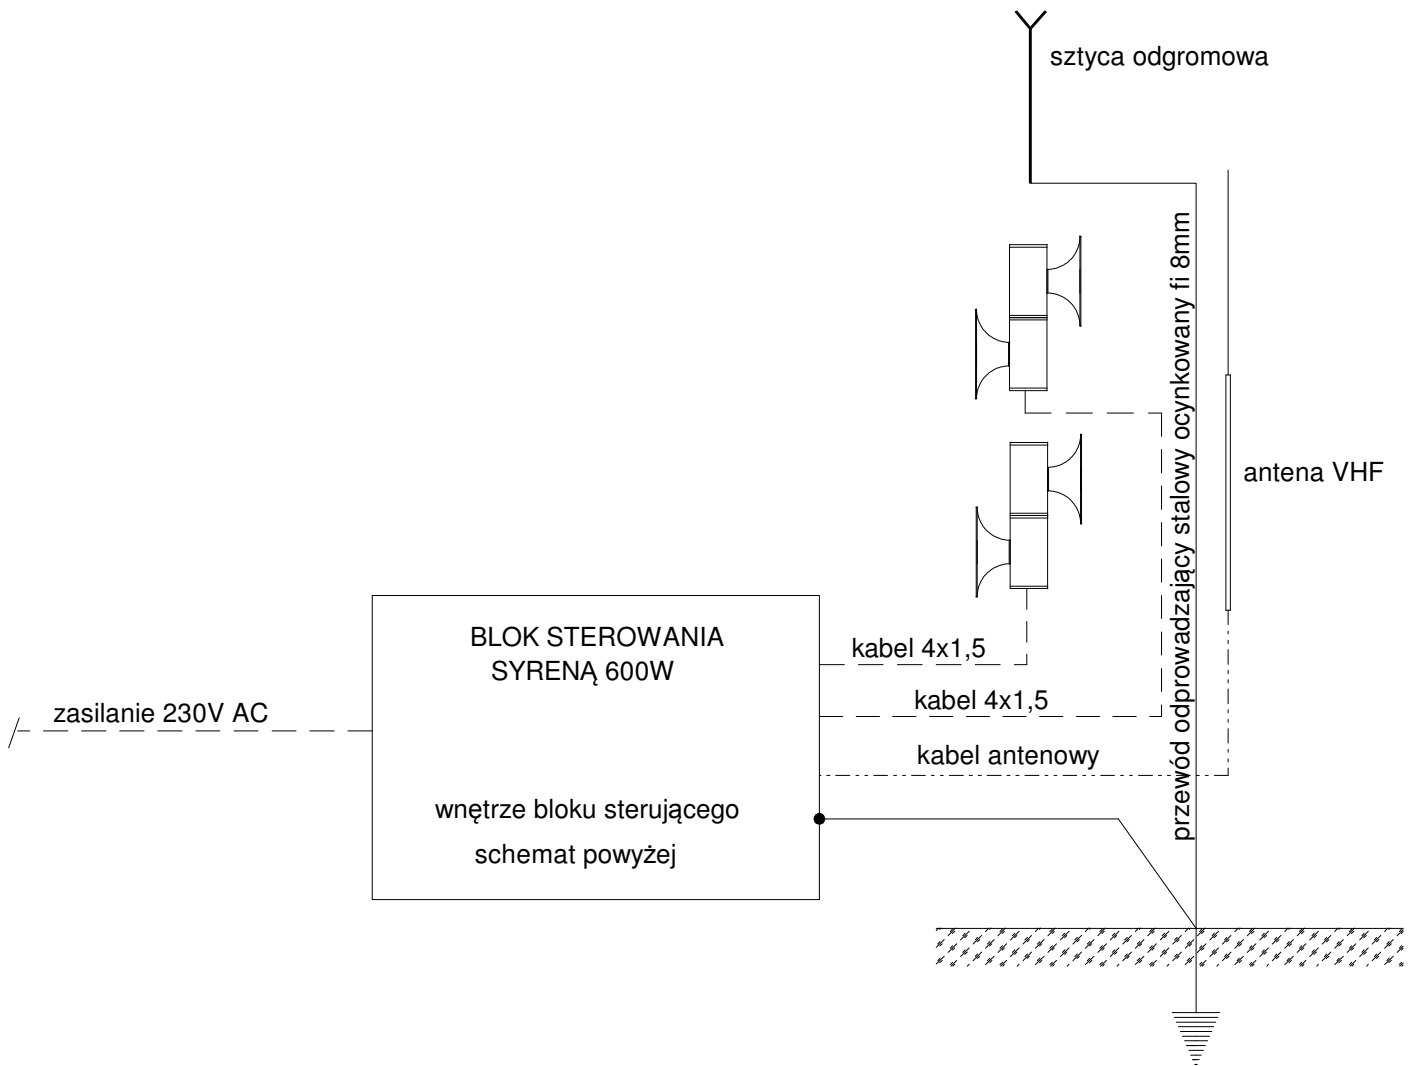 sztyca odgromowa
przewód odprowadzający stalowy ocynkowany fi 8mm
antena VHF
BLOK STEROWANIA
SYRENĄ 600W
kabel 4x1,5
kabel 4x1,5
zasilanie 230V AC
kabel antenowy
wnętrze bloku sterującego
schemat powyżej